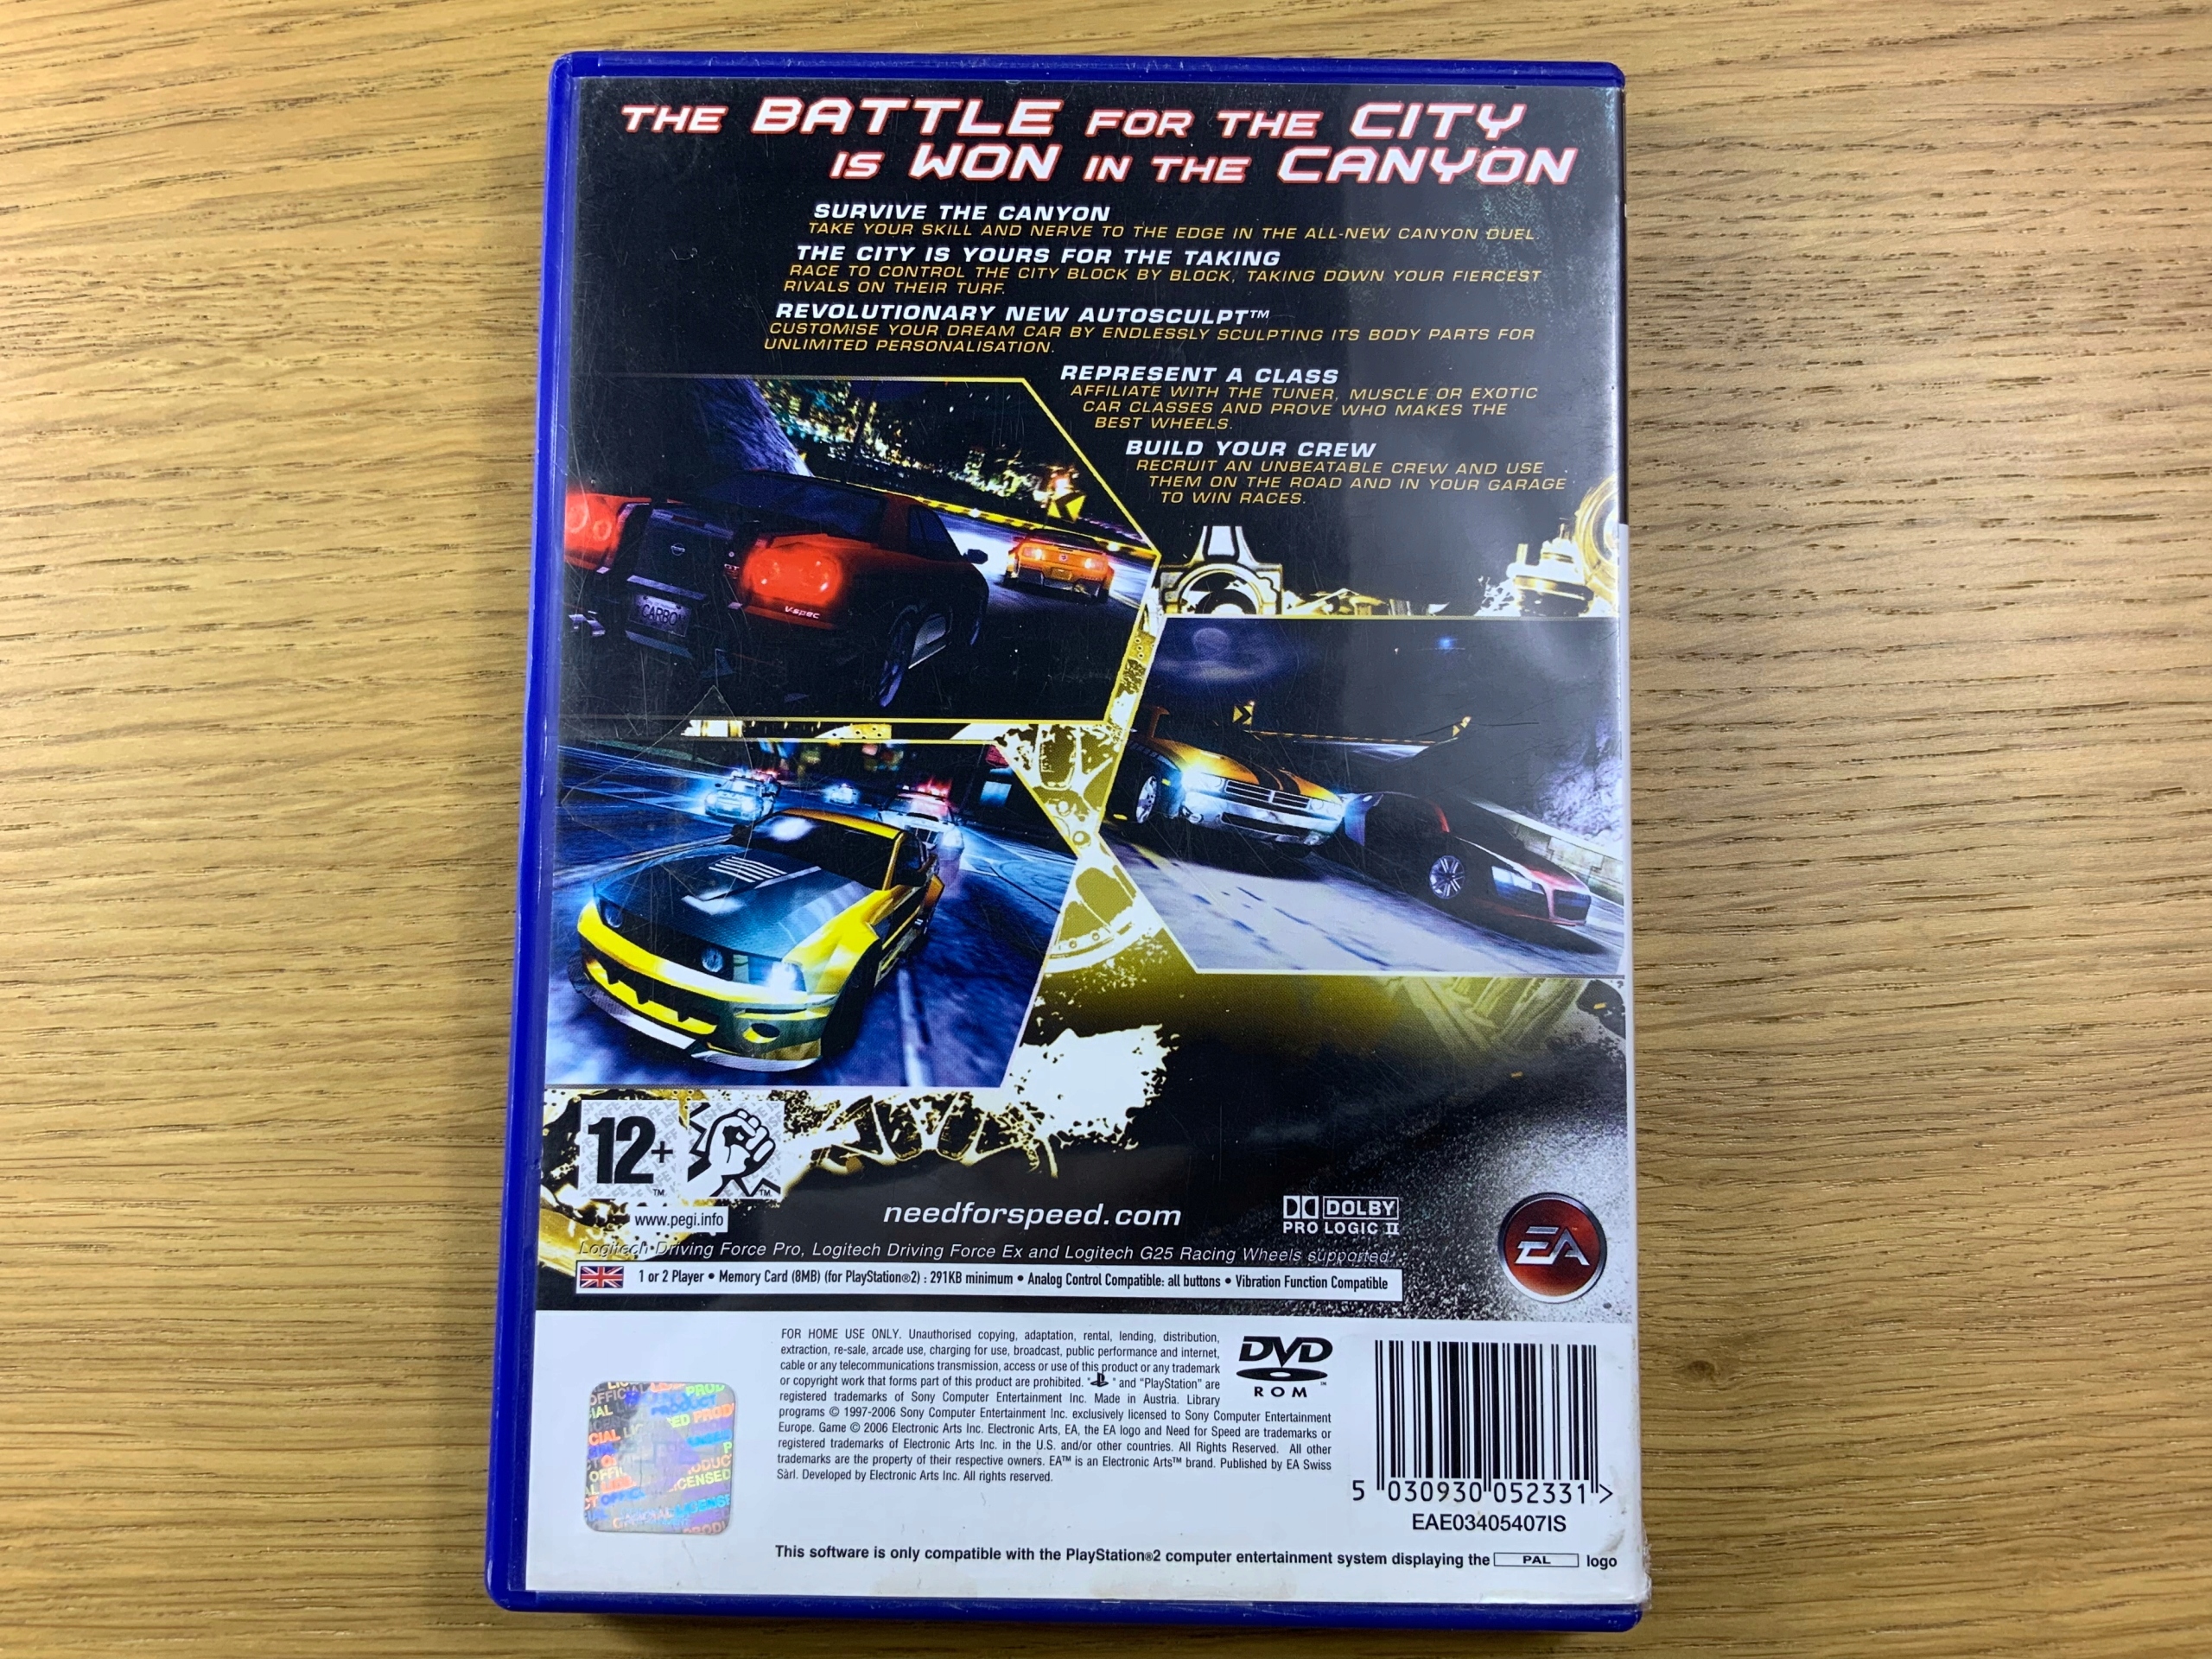 THE BATTLE FOR THE CITY
IS WON IN THE CANYON
SURVIVE THE CANYON
TAKE YOUR SKILL AND NERVE TO THE EDGE IN THE ALL-NEW CANYON DUEL.
THE CITY IS YOURS FOR THE TAKING
RACE TO CONTROL THE CITY BLOCK BY BLOCK, TAKING DOWN YOUR FIERCEST
RIVALS ON THEIR TURF.
REVOLUTIONARY NEW AUTOSCULPT™
CUSTOMISE YOUR DREAM CAR BY ENDLESSLY SCULPTING ITS BODY PARTS FOR
UNLIMITED PERSONALISATION.
REPRESENT A CLASS
AFFILIATE WITH THE TUNER, MUSCLE OR EXOTIC
CAR CLASSES AND PROVE WHO MAKES THE
BEST WHEELS.
BUILD YOUR CREW
RECRUIT AN UNBEATABLE CREW AND USE
THEM ON THE ROAD AND IN YOUR GARAGE
TO WIN RACES.
V-spec
CARBON
12+
™ ™
www.pegi.info
needforspeed.com
DOLBY
PRO LOGIC II
EA
Logitech Driving Force Pro, Logitech Driving Force Ex and Logitech G25 Racing Wheels supported.
1 or 2 Player • Memory Card (8MB) (for PlayStation®2) : 291KB minimum • Analog Control Compatible: all buttons • Vibration Function Compatible
FOR HOME USE ONLY. Unauthorised copying, adaptation, rental, lending, distribution,
extraction, re-sale, arcade use, charging for use, broadcast, public performance and internet,
cable or any telecommunications transmission, access or use of this product or any trademark
or copyright work that forms part of this product are prohibited. " " and "PlayStation" are
registered trademarks of Sony Computer Entertainment Inc. Made in Austria. Library
programs © 1997-2006 Sony Computer Entertainment Inc. exclusively licensed to Sony Computer Entertainment
Europe. Game © 2006 Electronic Arts Inc. Electronic Arts, EA, the EA logo and Need for Speed are trademarks or
registered trademarks of Electronic Arts Inc. in the U.S. and/or other countries. All Rights Reserved. All other
trademarks are the property of their respective owners. EA™ is an Electronic Arts™ brand. Published by EA Swiss
Sàrl. Developed by Electronic Arts Inc. All rights reserved.
DVD
ROM
5 030930 052331 >
EAE03405407IS
This software is only compatible with the PlayStation®2 computer entertainment system displaying the PAL logo